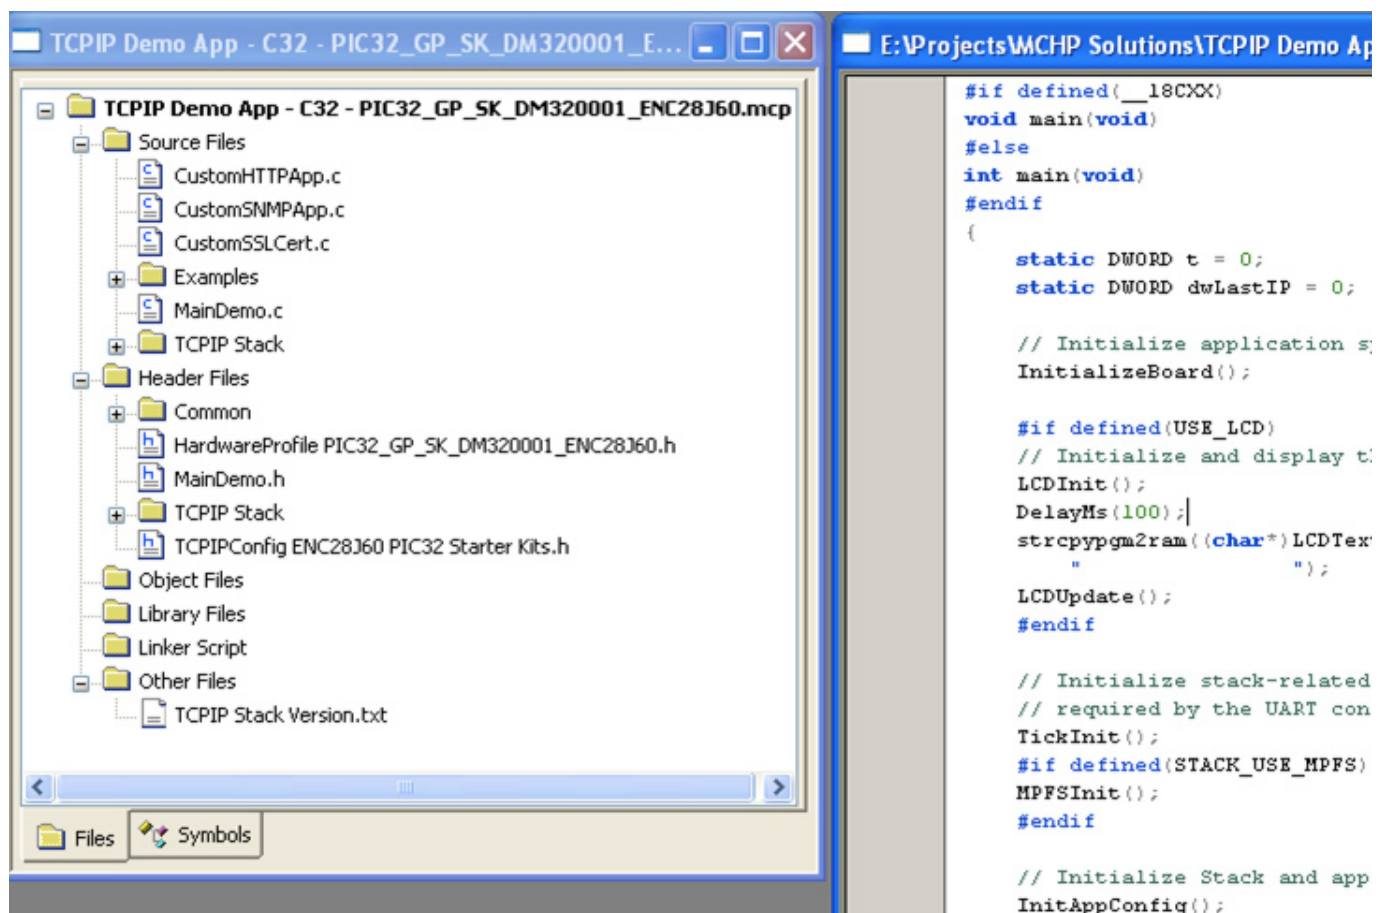 TCPIP Demo App - C32 - PIC32_GP_SK_DM320001_E...
TCPIP Demo App - C32 - PIC32_GP_SK_DM320001_ENC28J60.mcp
Source Files
CustomHTTPApp.c
CustomSNMPApp.c
CustomSSLCert.c
Examples
MainDemo.c
TCPIP Stack
Header Files
Common
HardwareProfile PIC32_GP_SK_DM320001_ENC28J60.h
MainDemo.h
TCPIP Stack
TCPIPConfig ENC28J60 PIC32 Starter Kits.h
Object Files
Library Files
Linker Script
Other Files
TCPIP Stack Version.txt
Files
Symbols
E:\Projects\MCHP Solutions\TCPIP Demo Ap
#if defined(__18CXX)
void main(void)
#else
int main(void)
#endif
{
static DWORD t = 0;
static DWORD dwLastIP = 0;
// Initialize application s
InitializeBoard();
#if defined(USE_LCD)
// Initialize and display t
LCDInit();
DelayMs(100);
strcpypgm2ram((char*)LCDTex
"                ");
LCDUpdate();
#endif
// Initialize stack-related
// required by the UART con
TickInit();
#if defined(STACK_USE_MPFS)
MPFSInit();
#endif
// Initialize Stack and app
InitAppConfig();